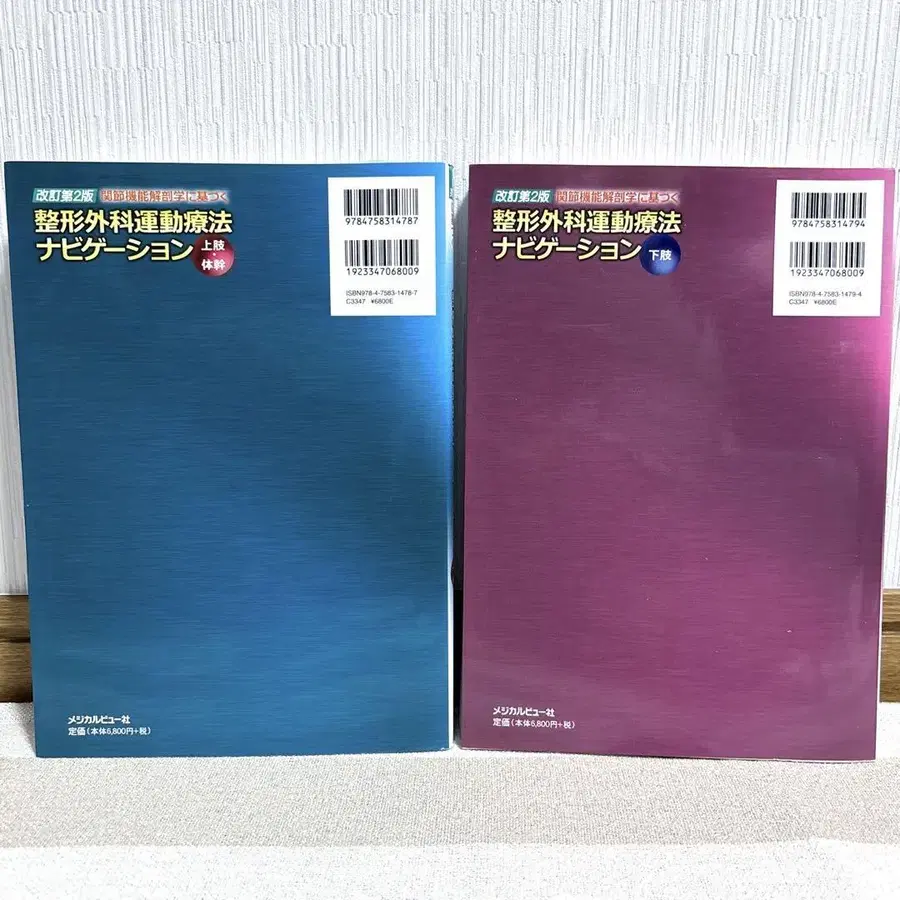 改訂第2版 関節機能解剖学に基づく
整形外科運動療法
ナビゲーション 上肢・体幹
9784758314787
1923347068009
ISBN978-4-7583-1478-7
C3347 ¥6800E
メジカルビュー社
定価(本体6,800円+税)
改訂第2版 関節機能解剖学に基づく
整形外科運動療法
ナビゲーション 下肢
9784758314794
1923347068009
ISBN978-4-7583-1479-4
C3347 ¥6800E
メジカルビュー社
定価(本体6,800円+税)